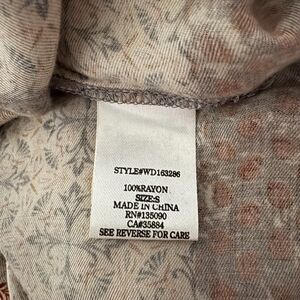 STYLE#WD163286
100%RAYON
SIZE:S
MADE IN CHINA
RN#135090
CA#35884
SEE REVERSE FOR CARE